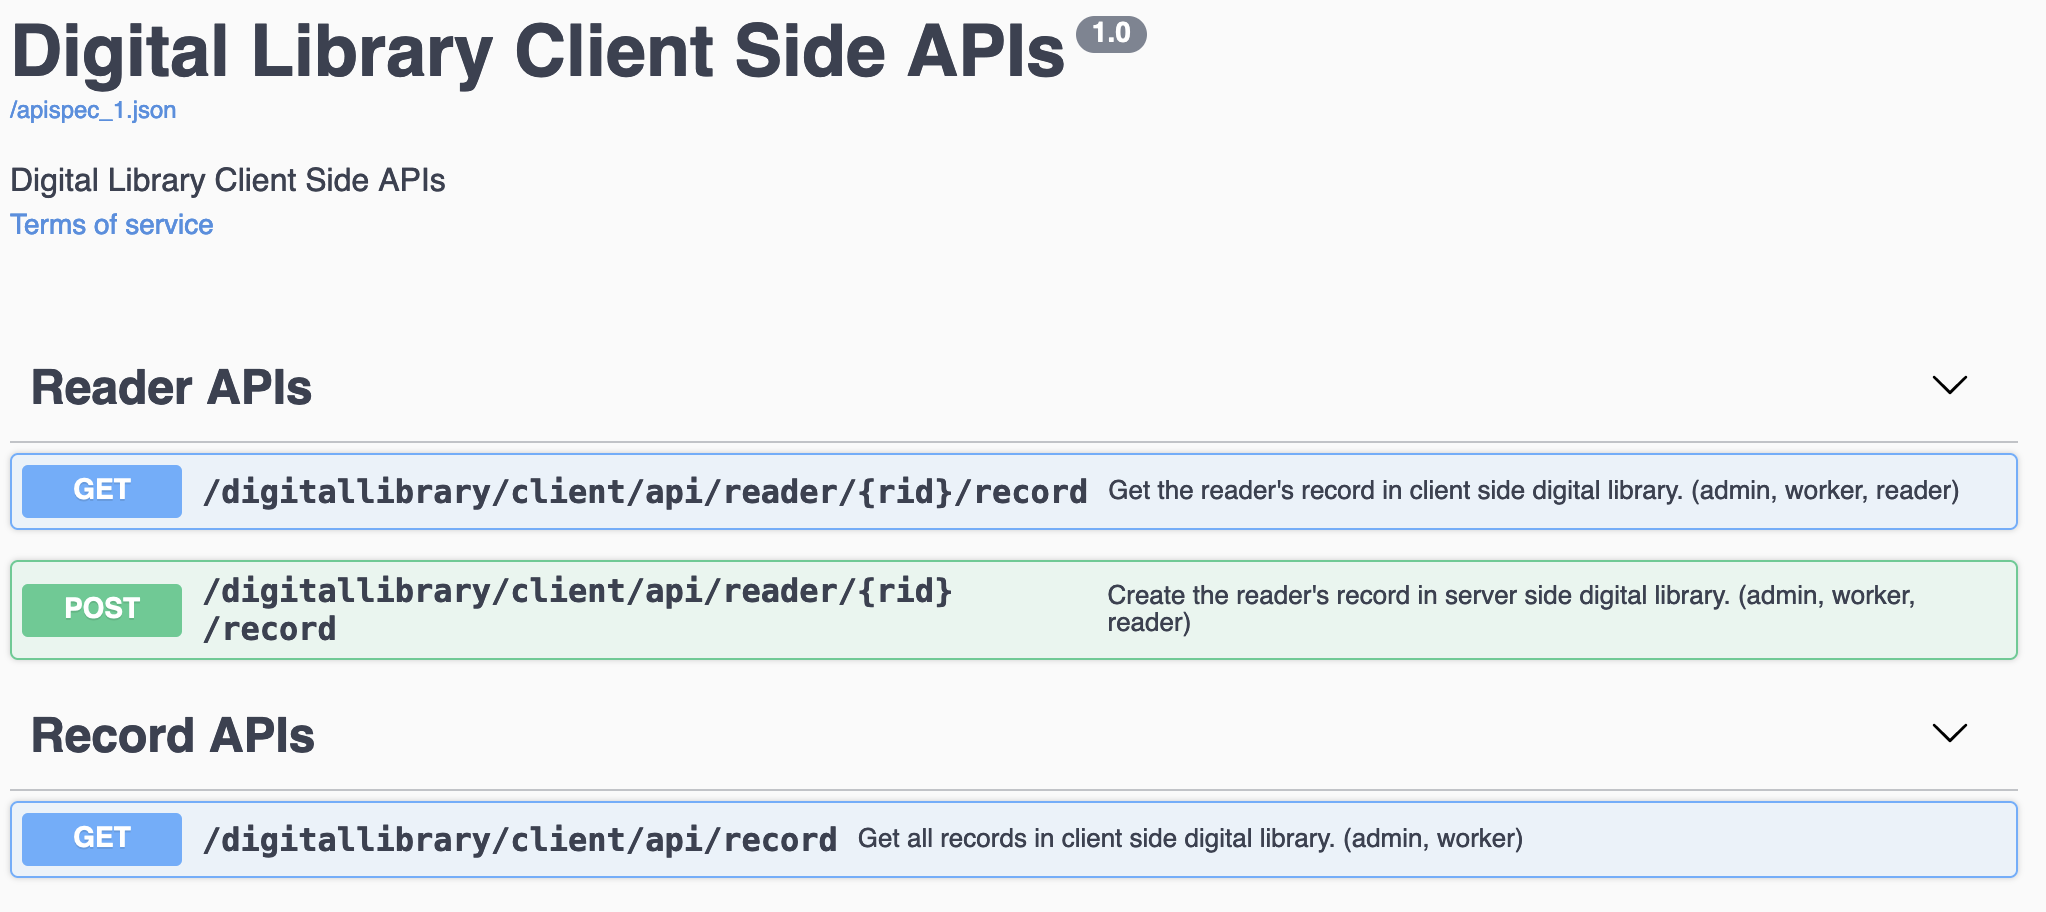 Digital Library Client Side APIs 1.0
/apispec_1.json
Digital Library Client Side APIs
Terms of service
Reader APIs
GET /digitallibrary/client/api/reader/{rid}/record Get the reader's record in client side digital library. (admin, worker, reader)
POST /digitallibrary/client/api/reader/{rid}
/record
Create the reader's record in server side digital library. (admin, worker,
reader)
Record APIs
GET /digitallibrary/client/api/record Get all records in client side digital library. (admin, worker)